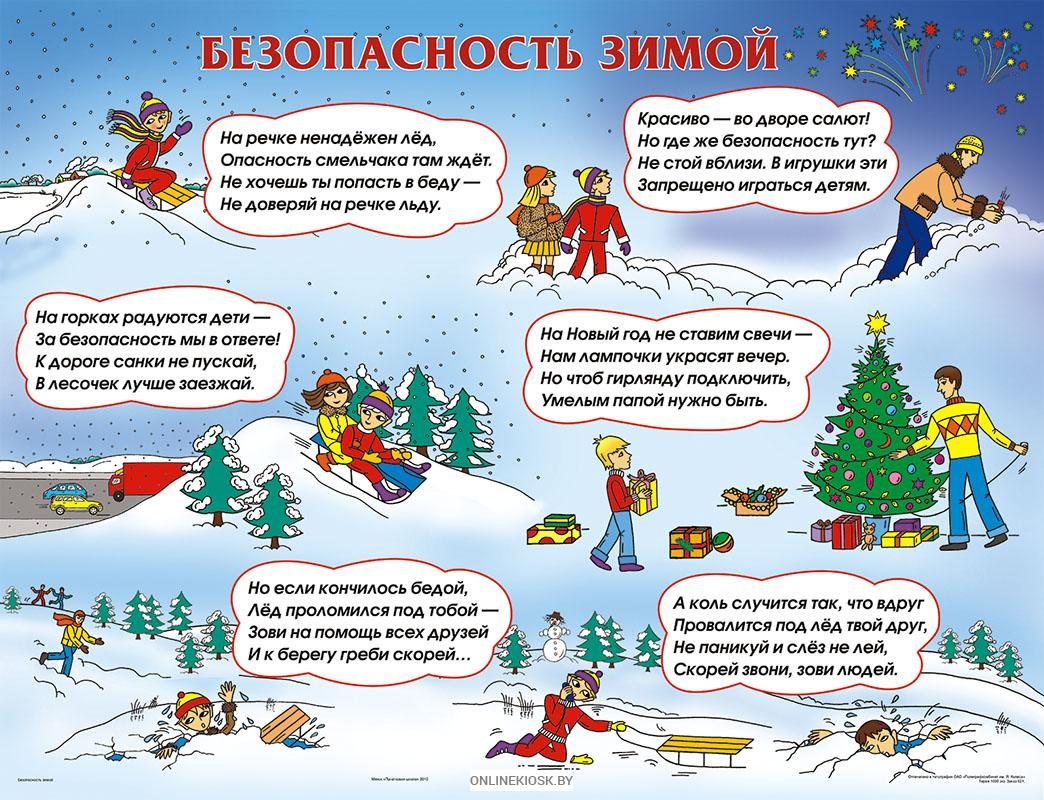 БЕЗОПАСНОСТЬ ЗИМОЙ
На речке ненадёжен лёд,
Опасность смельчака там ждёт.
Не хочешь ты попасть в беду —
Не доверяй на речке льду.
Красиво — во дворе салют!
Но где же безопасность тут?
Не стой вблизи. В игрушки эти
Запрещено играться детям.
На горках радуются дети —
За безопасность мы в ответе!
К дороге санки не пускай,
В лесочек лучше заезжай.
На Новый год не ставим свечи —
Нам лампочки украсят вечер.
Но чтоб гирлянду подключить,
Умелым папой нужно быть.
Но если кончилось бедой,
Лёд проломился под тобой —
Зови на помощь всех друзей
И к берегу греби скорей...
А коль случится так, что вдруг
Провалится под лёд твой друг,
Не паникуй и слёз не лей,
Скорей звони, зови людей.
Безопасность зимой
ONLINEKIOSK.BY